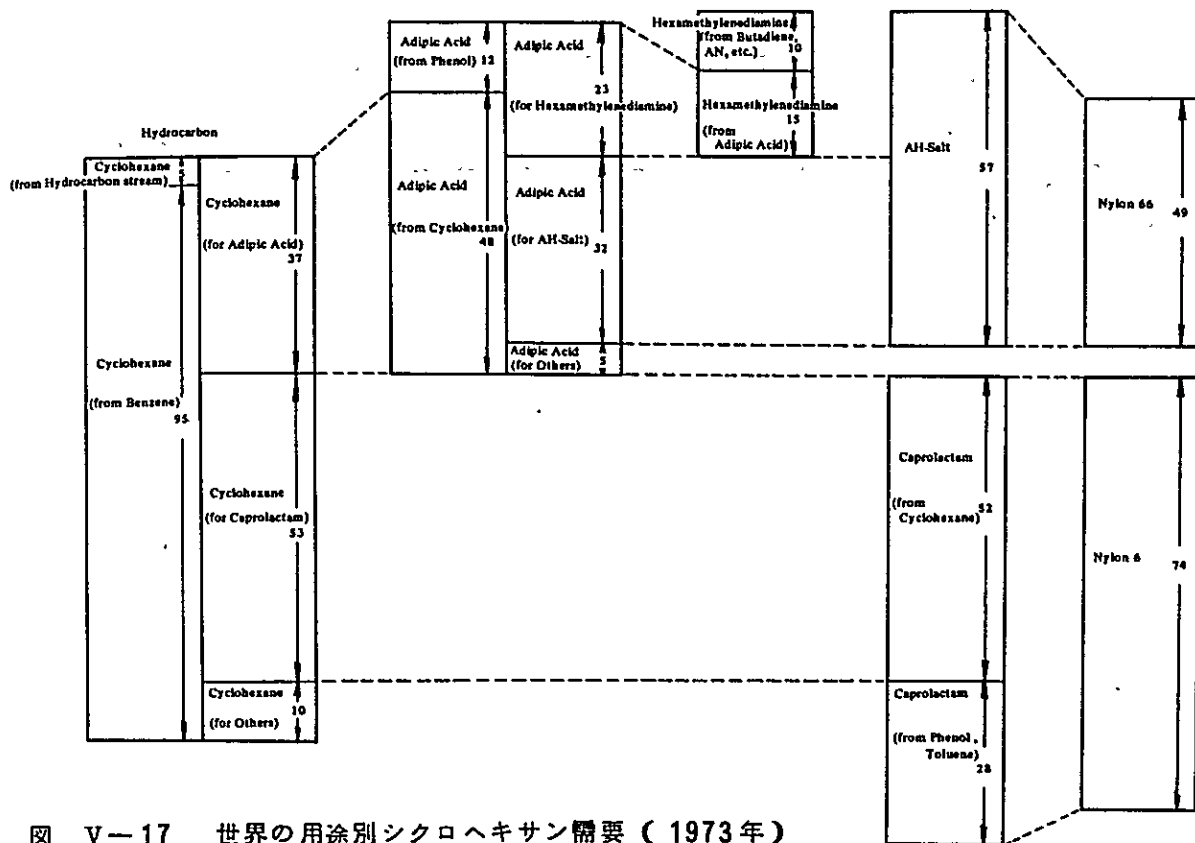 Hydrocarbon
Cyclohexane
(from Hydrocarbon stream)
5
Cyclohexane
(from Benzene)
95
Cyclohexane
(for Adipic Acid)
37
Cyclohexane
(for Caprolactam)
53
Cyclohexane
10
(for Others)
Adipic Acid
(from Phenol) 12
Adipic Acid
(from Cyclohexane)
48
Adipic Acid
23
(for Hexamethylenediamine)
Adipic Acid
(for AH-Salt)
32
Adipic Acid
(for Others)
5
Hexamethylenediamine
(from Butadiene,
AN, etc.) 10
Hexamethylenediamine
15
(from
Adipic Acid)
AH-Salt
57
Caprolactam
(from
Cyclohexane)
52
Caprolactam
(from Phenol,
Toluene)
28
Nylon 66
49
Nylon 6
74
図 V-17 世界の用途別シクロヘキサン需要 ( 1973年 )